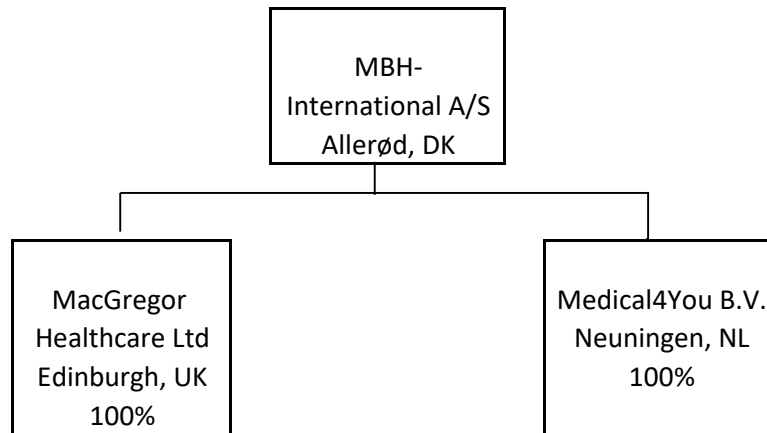 MBH-
International A/S
Allerød, DK
MacGregor
Healthcare Ltd
Edinburgh, UK
100%
Medical4You B.V.
Neuningen, NL
100%